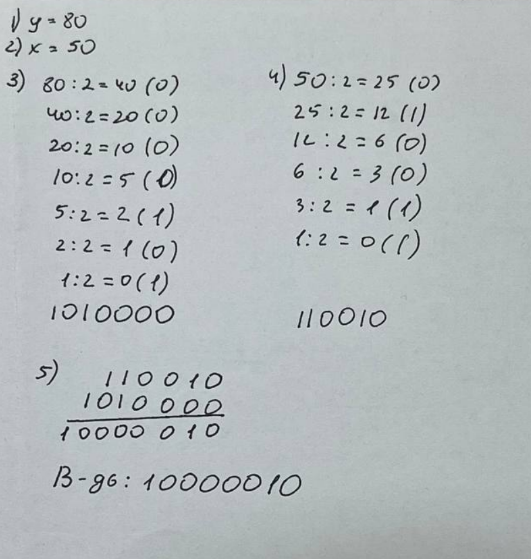 1) y = 80
2) x = 50
3) 80 : 2 = 40 (0)
40 : 2 = 20 (0)
20 : 2 = 10 (0)
10 : 2 = 5 (0)
5 : 2 = 2 (1)
2 : 2 = 1 (0)
1 : 2 = 0 (1)
1010000
4) 50 : 2 = 25 (0)
25 : 2 = 12 (1)
12 : 2 = 6 (0)
6 : 2 = 3 (0)
3 : 2 = 1 (1)
1 : 2 = 0 (1)
110010
5) 110010
1010000
10000010
В-дь: 10000010